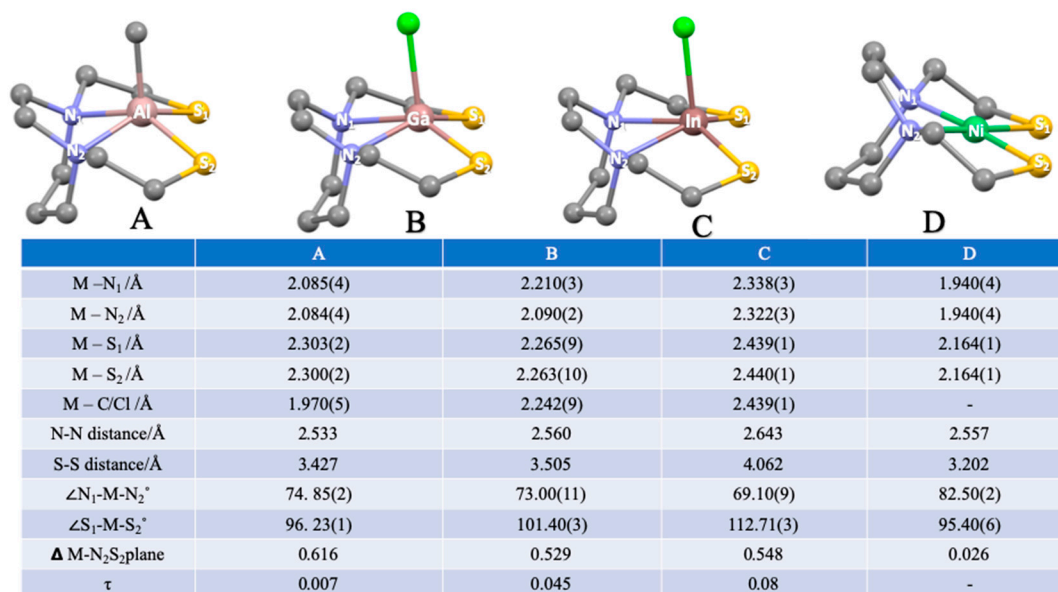 N₁ Al S₁ N₂ S₂
N₁ Ga S₁ N₂ S₂
N₁ In S₁ N₂ S₂
N₁ N₂ Ni S₁ S₂
A B C D
A B C D
M –N₁/Å 2.085(4) 2.210(3) 2.338(3) 1.940(4)
M – N₂/Å 2.084(4) 2.090(2) 2.322(3) 1.940(4)
M – S₁/Å 2.303(2) 2.265(9) 2.439(1) 2.164(1)
M – S₂/Å 2.300(2) 2.263(10) 2.440(1) 2.164(1)
M – C/Cl /Å 1.970(5) 2.242(9) 2.439(1) -
N-N distance/Å 2.533 2.560 2.643 2.557
S-S distance/Å 3.427 3.505 4.062 3.202
∠N₁-M-N₂° 74. 85(2) 73.00(11) 69.10(9) 82.50(2)
∠S₁-M-S₂° 96. 23(1) 101.40(3) 112.71(3) 95.40(6)
Δ M-N₂S₂plane 0.616 0.529 0.548 0.026
τ 0.007 0.045 0.08 -